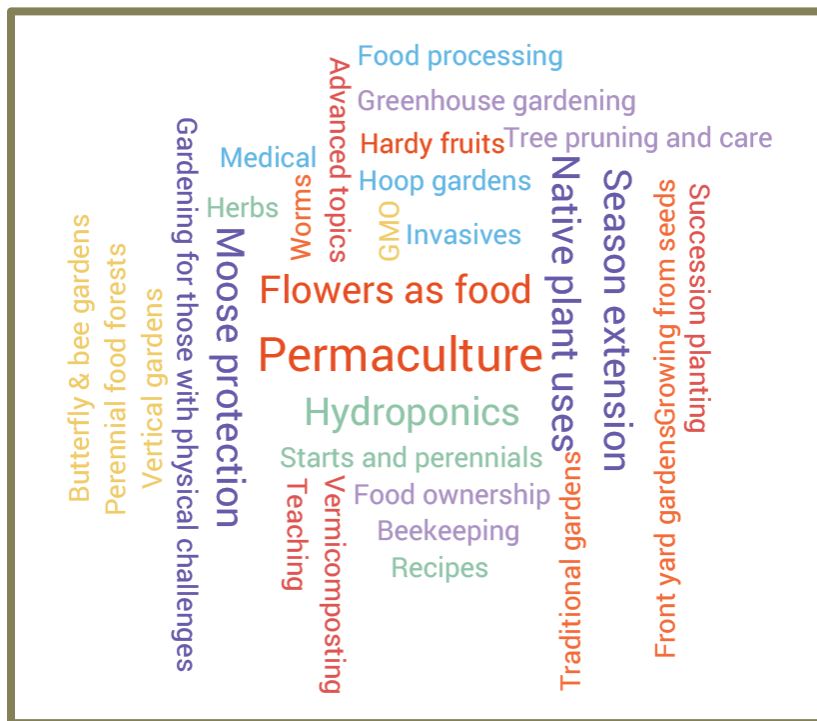 Food processing
Advanced topics
Greenhouse gardening
Gardening for those with physical challenges
Hardy fruits
Tree pruning and care
Medical
Hoop gardens
Native plant uses
Season extension
Worms
Herbs
GMO
Invasives
Succession planting
Growing from seeds
Butterfly & bee gardens
Perennial food forests
Vertical gardens
Moose protection
Flowers as food
Permaculture
Hydroponics
Starts and perennials
Front yard gardens
Traditional gardens
Teaching
Vermicomposting
Food ownership
Beekeeping
Recipes